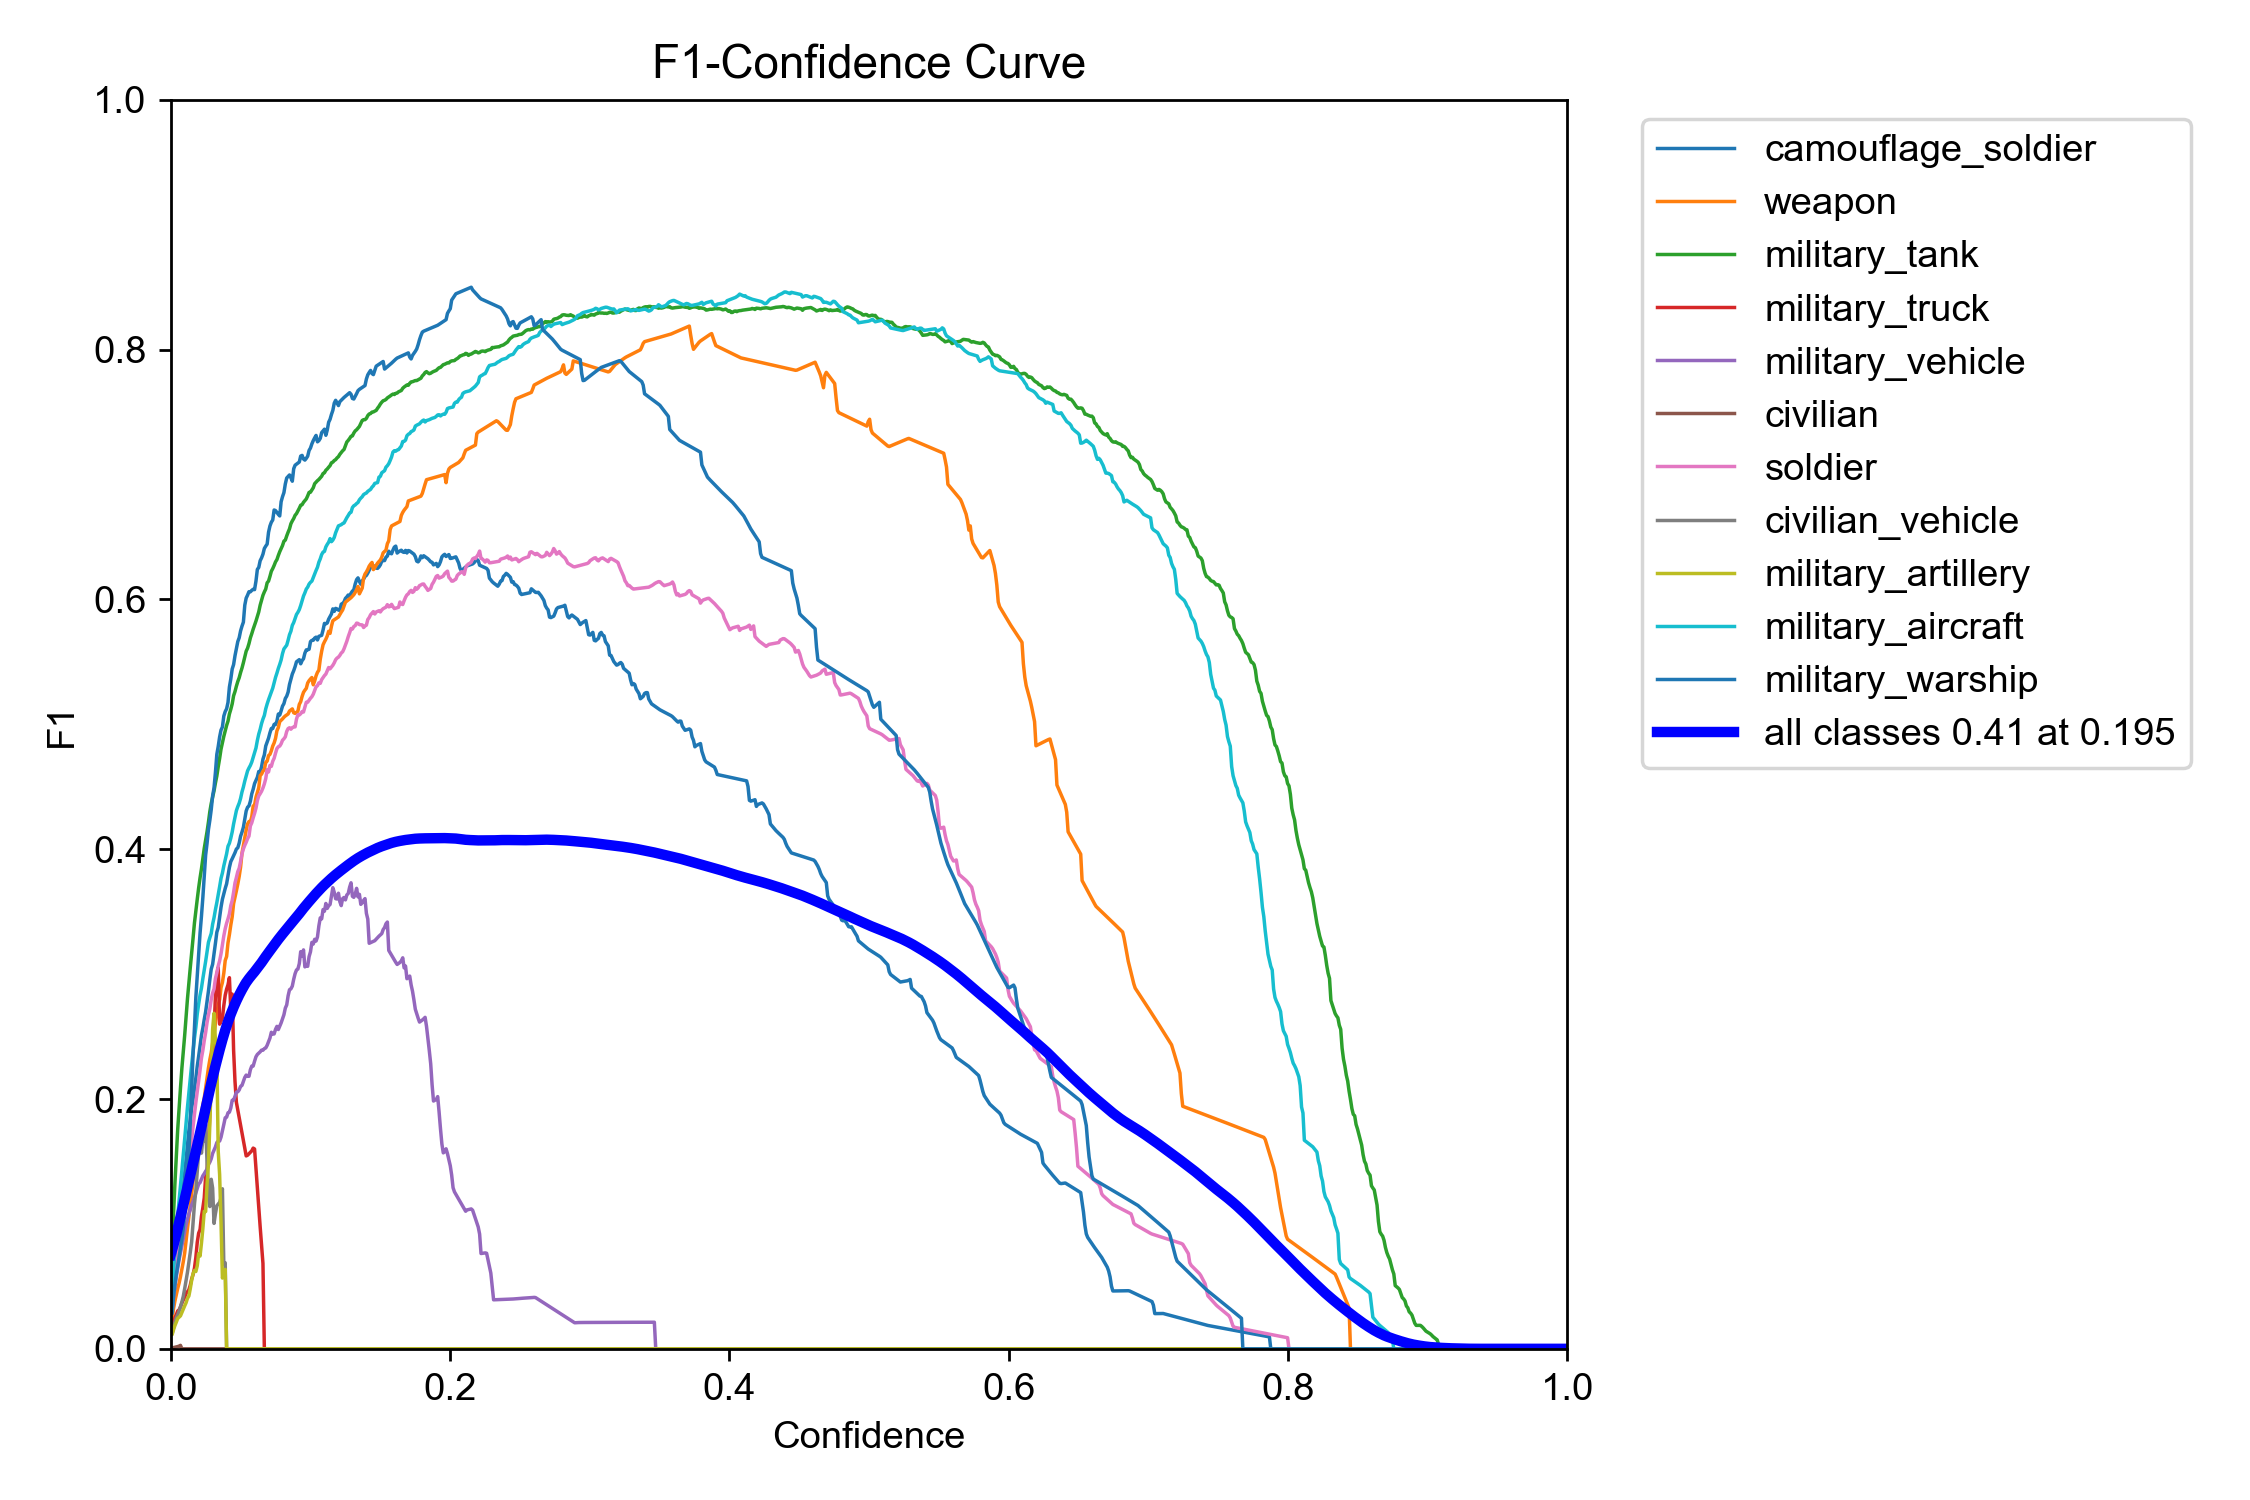 F1-Confidence Curve
1.0
0.8
0.6
0.4
0.2
0.0
F1
0.0 0.2 0.4 0.6 0.8 1.0
Confidence
camouflage_soldier
weapon
military_tank
military_truck
military_vehicle
civilian
soldier
civilian_vehicle
military_artillery
military_aircraft
military_warship
all classes 0.41 at 0.195